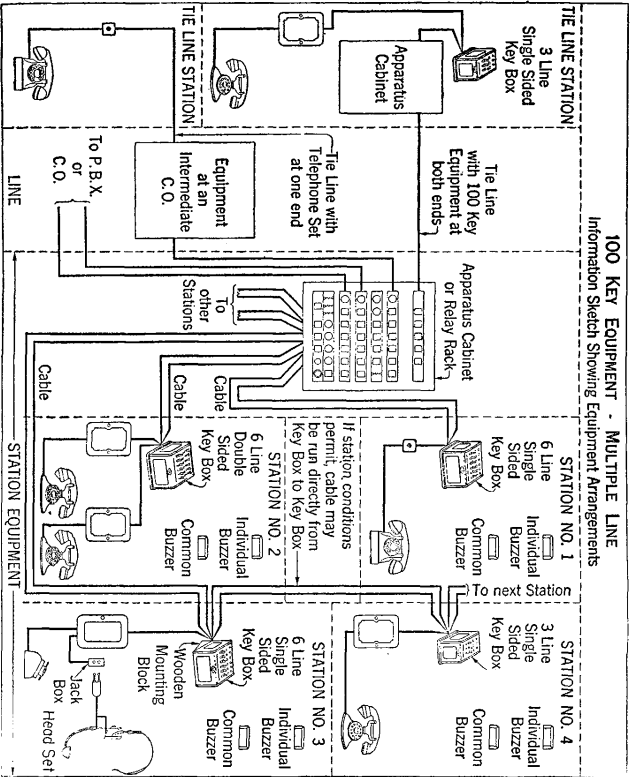 100 KEY EQUIPMENT - MULTIPLE LINE
Information Sketch Showing Equipment Arrangements
TIE LINE STATION
3 Line
Single Sided
Key Box
Apparatus
Cabinet
TIE LINE STATION
Tie Line
with 100 Key
Equipment at
both ends
Tie Line with
Telephone Set
at one end
Equipment
at an
Intermediate
C.O.
To P.B.X.
or
C.O.
LINE
Apparatus Cabinet
or Relay Rack
To
other
Stations
Cable
Cable
Cable
STATION NO. 1
6 Line
Single
Sided
Key Box
Individual
Buzzer
Common
Buzzer
If station conditions
permit, cable may
be run directly from
Key Box to Key Box
STATION NO. 2
6 Line
Double
Sided
Key Box
Individual
Buzzer
Common
Buzzer
STATION EQUIPMENT
To next Station
STATION NO. 4
3 Line
Single
Sided
Key Box
Individual
Buzzer
Common
Buzzer
STATION NO. 3
6 Line
Single
Sided
Key Box
Individual
Buzzer
Common
Buzzer
Wooden
Mounting
Block
Jack
Box
Head Set